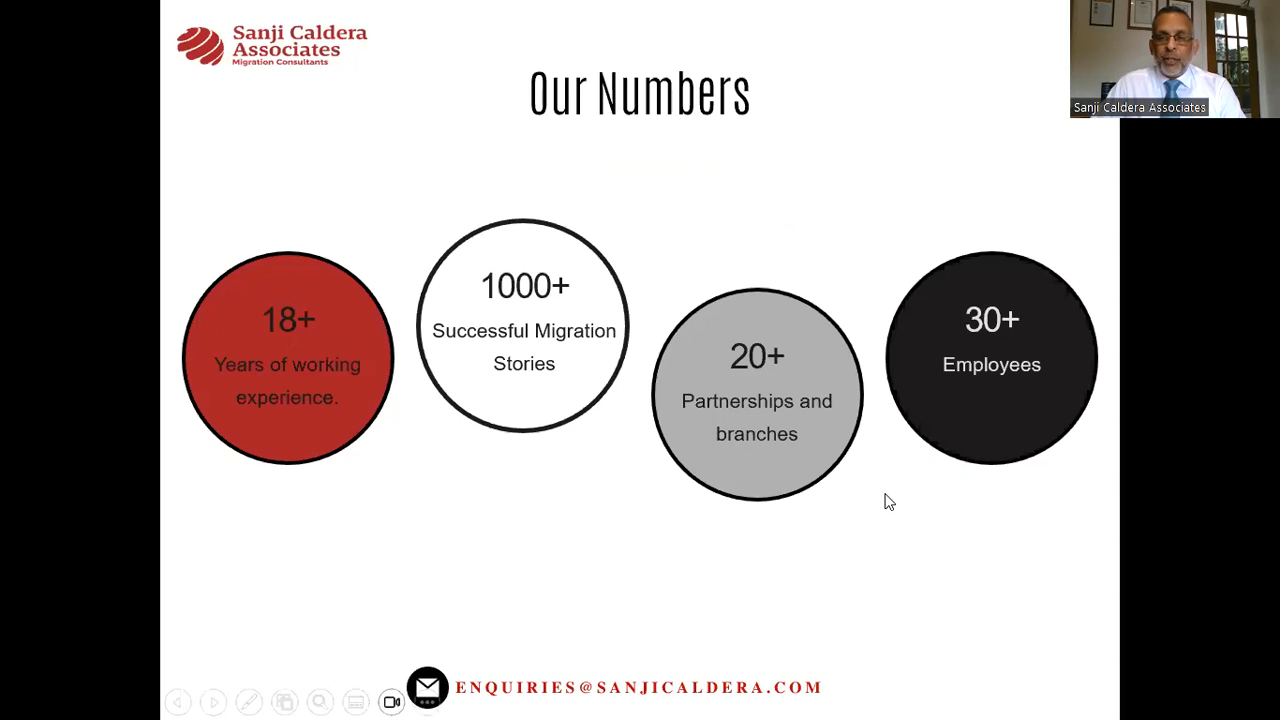 Sanji Caldera
Associates
Migration Consultants
Our Numbers
Sanji Caldera Associates
18+
Years of working
experience.
1000+
Successful Migration
Stories
20+
Partnerships and
branches
30+
Employees
ENQUIRIES@SANJICALDERA.COM